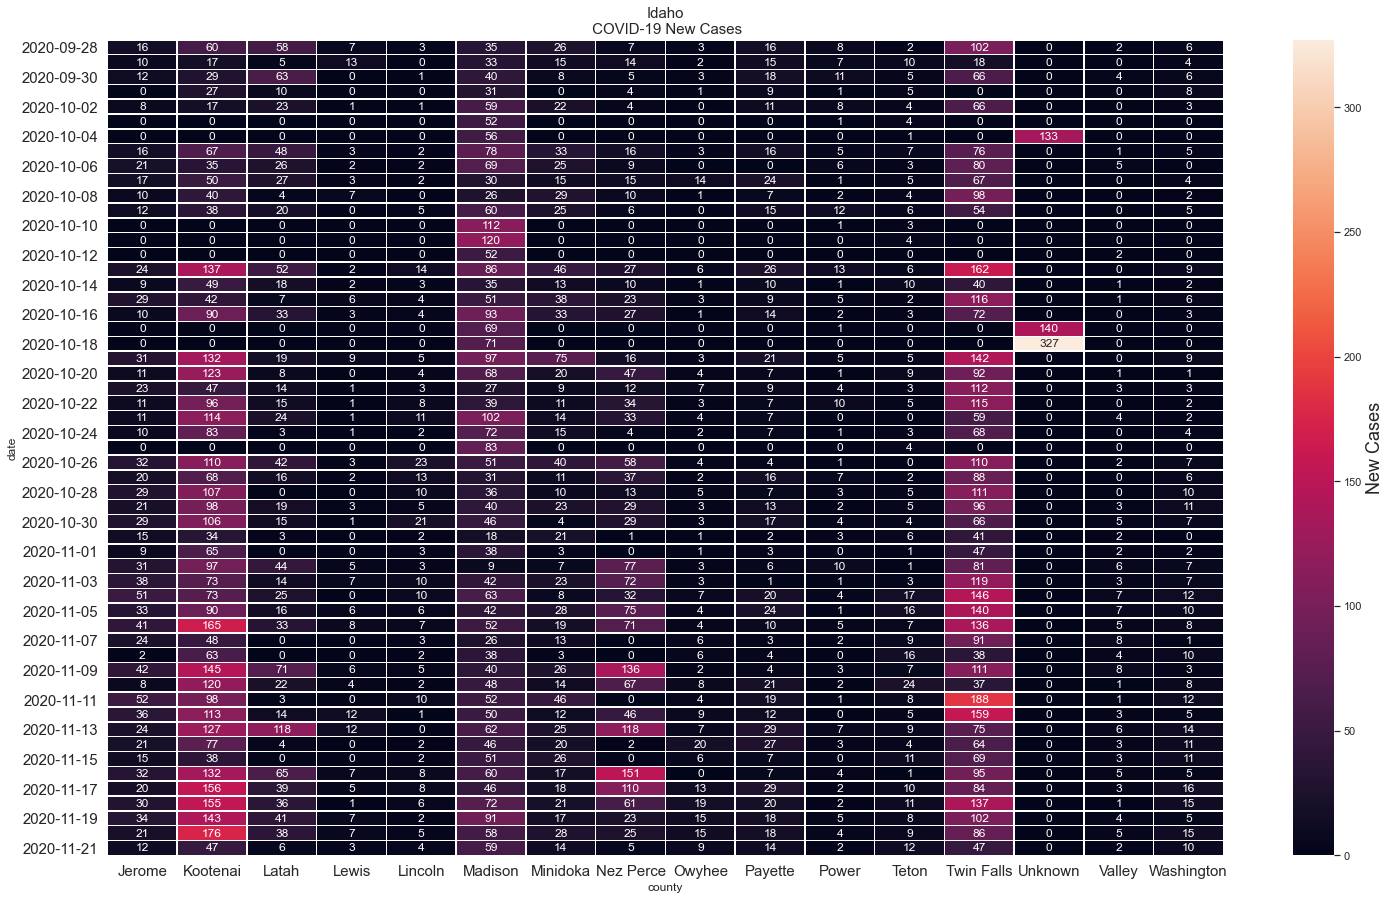 Idaho
COVID-19 New Cases
2020-09-28 16 60 58 7 3 35 26 7 3 16 8 2 102 0 2 6
10 17 5 13 0 33 15 14 2 15 7 10 18 0 0 4
2020-09-30 12 29 63 0 1 40 8 5 3 18 11 5 66 0 4 6
0 27 10 0 0 31 0 4 1 9 1 5 0 0 0 8
2020-10-02 8 17 23 1 1 59 22 4 0 11 8 4 66 0 0 3
0 0 0 0 0 52 0 0 0 0 1 4 0 0 0 0
2020-10-04 0 0 0 0 0 56 0 0 0 0 0 1 0 133 0 0
16 67 48 3 2 78 33 16 3 16 5 7 76 0 1 5
2020-10-06 21 35 26 2 2 69 25 9 0 0 6 3 80 0 5 0
17 50 27 3 2 30 15 15 14 24 1 5 67 0 0 4
2020-10-08 10 40 4 7 0 26 29 10 1 7 2 4 98 0 0 2
12 38 20 0 5 60 25 6 0 15 12 6 54 0 0 5
2020-10-10 0 0 0 0 0 112 0 0 0 0 1 3 0 0 0 0
0 0 0 0 0 120 0 0 0 0 0 4 0 0 0 0
2020-10-12 0 0 0 0 0 52 0 0 0 0 0 0 0 0 2 0
24 137 52 2 14 86 46 27 6 26 13 6 162 0 0 9
2020-10-14 9 49 18 2 3 35 13 10 1 10 1 10 40 0 1 2
29 42 7 6 4 51 38 23 3 9 5 2 116 0 1 6
2020-10-16 10 90 33 3 4 93 33 27 1 14 2 3 72 0 0 3
0 0 0 0 0 69 0 0 0 0 1 0 0 140 0 0
2020-10-18 0 0 0 0 0 71 0 0 0 0 0 0 0 327 0 0
31 132 19 9 5 97 75 16 3 21 5 5 142 0 0 9
2020-10-20 11 123 8 0 4 68 20 47 4 7 1 9 92 0 1 1
23 47 14 1 3 27 9 12 7 9 4 3 112 0 3 3
2020-10-22 11 96 15 1 8 39 11 34 3 7 10 5 115 0 0 2
11 114 24 1 11 102 14 33 4 7 0 0 59 0 4 2
2020-10-24 10 83 3 1 2 72 15 4 2 7 1 3 68 0 0 4
0 0 0 0 0 83 0 0 0 0 0 4 0 0 0 0
2020-10-26 32 110 42 3 23 51 40 58 4 4 1 0 110 0 2 7
20 68 16 2 13 31 11 37 2 16 7 2 88 0 0 6
2020-10-28 29 107 0 0 10 36 10 13 5 7 3 5 111 0 0 10
21 98 19 3 5 40 23 29 3 13 2 5 96 0 3 11
2020-10-30 29 106 15 1 21 46 4 29 3 17 4 4 66 0 5 7
15 34 3 0 2 18 21 1 1 2 3 6 41 0 2 0
2020-11-01 9 65 0 0 3 38 3 0 1 3 0 1 47 0 2 2
31 97 44 5 3 9 7 77 3 6 10 1 81 0 6 7
2020-11-03 38 73 14 7 10 42 23 72 3 1 1 3 119 0 3 7
51 73 25 0 10 63 8 32 7 20 4 17 146 0 7 12
2020-11-05 33 90 16 6 6 42 28 75 4 24 1 16 140 0 7 10
41 165 33 8 7 52 19 71 4 10 5 7 136 0 5 8
2020-11-07 24 48 0 0 3 26 13 0 6 3 2 9 91 0 8 1
2 63 0 0 2 38 3 0 6 4 0 16 38 0 4 10
2020-11-09 42 145 71 6 5 40 26 136 2 4 3 7 111 0 8 3
8 120 22 4 2 48 14 67 8 21 2 24 37 0 1 8
2020-11-11 52 98 3 0 10 52 46 0 4 19 1 8 188 0 1 12
36 113 14 12 1 50 12 46 9 12 0 5 159 0 3 5
2020-11-13 24 127 118 12 0 62 25 118 7 29 7 9 75 0 6 14
21 77 4 0 2 46 20 2 20 27 3 4 64 0 3 11
2020-11-15 15 38 0 0 2 51 26 0 6 7 0 11 69 0 3 11
32 132 65 7 8 60 17 151 0 7 4 1 95 0 5 5
2020-11-17 20 156 39 5 8 46 18 110 13 29 2 10 84 0 3 16
30 155 36 1 6 72 21 61 19 20 2 11 137 0 1 15
2020-11-19 34 143 41 7 2 91 17 23 15 18 5 8 102 0 4 5
21 176 38 7 5 58 28 25 15 18 4 9 86 0 5 15
2020-11-21 12 47 6 3 4 59 14 5 9 14 2 12 47 0 2 10
Jerome Kootenai Latah Lewis Lincoln Madison Minidoka Nez Perce Owyhee Payette Power Teton Twin Falls Unknown Valley Washington
county
date
300
250
200
150
100
50
0
New Cases